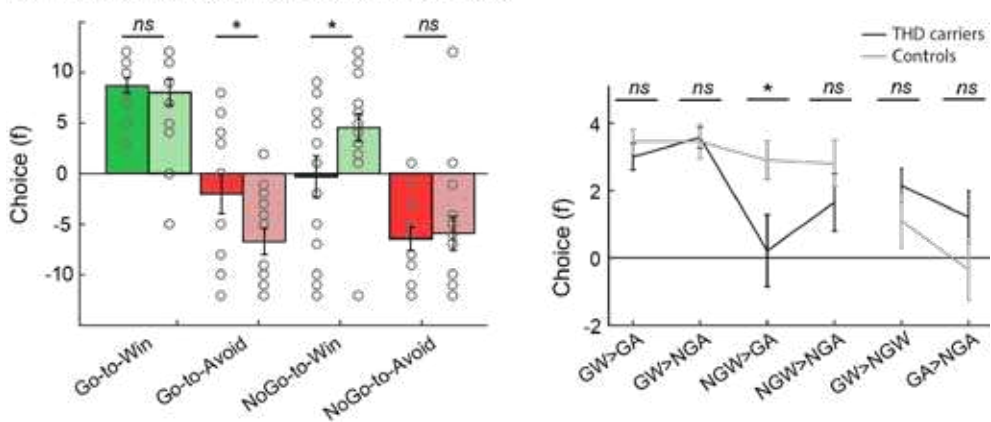 ns
*
*
ns
10
5
0
-5
-10
Choice (f)
Go-to-Win
Go-to-Avoid
NoGo-to-Win
NoGo-to-Avoid
THD carriers
Controls
ns
ns
*
ns
ns
ns
4
2
0
-2
Choice (f)
GW>GA
GW>NGA
NGW>GA
NGW>NGA
GW>NGW
GA>NGA